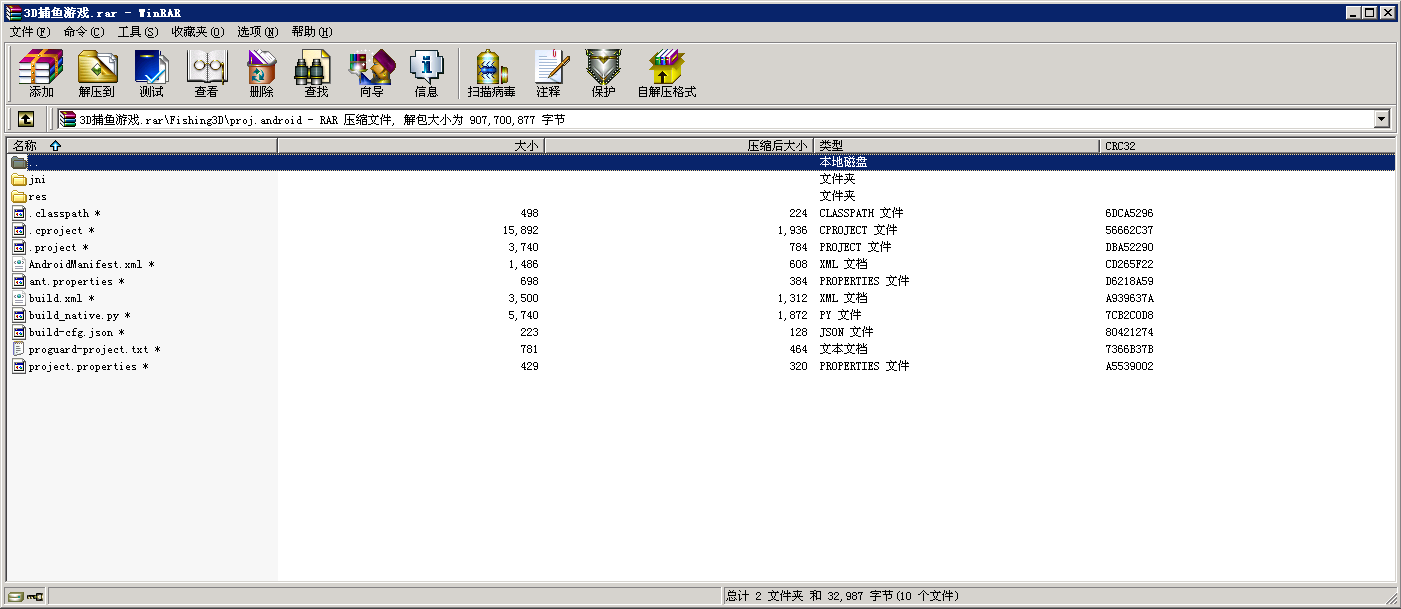 3D捕鱼游戏.rar - WinRAR
文件(F) 命令(C) 工具(S) 收藏夹(O) 选项(N) 帮助(H)
添加 解压到 测试 查看 删除 查找 向导 信息 扫描病毒 注释 保护 自解压格式
3D捕鱼游戏.rar\Fishing3D\proj.android - RAR 压缩文件, 解包大小为 907,700,877 字节
名称 大小 压缩后大小 类型 CRC32
.. 本地磁盘
jni 文件夹
res 文件夹
.classpath * 498 224 CLASSPATH 文件 6DCA5296
.cproject * 15,892 1,936 CPROJECT 文件 56662C37
.project * 3,740 784 PROJECT 文件 DBA52290
AndroidManifest.xml * 1,486 608 XML 文档 CD265F22
ant.properties * 698 384 PROPERTIES 文件 D6218A59
build.xml * 3,500 1,312 XML 文档 A939637A
build_native.py * 5,740 1,872 PY 文件 7CB2C0D8
build-cfg.json * 223 128 JSON 文件 80421274
proguard-project.txt * 781 464 文本文档 7366B37B
project.properties * 429 320 PROPERTIES 文件 A5539002
总计 2 文件夹 和 32,987 字节(10 个文件)